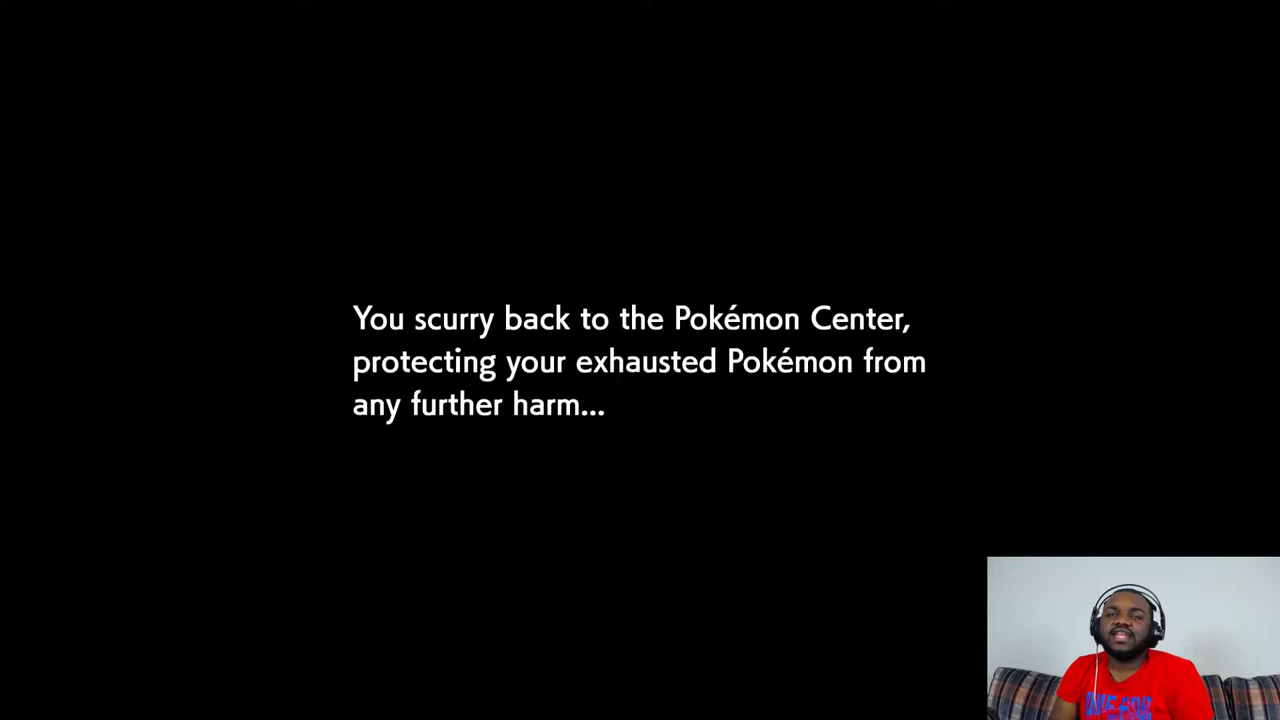 You scurry back to the Pokémon Center,
protecting your exhausted Pokémon from
any further harm...